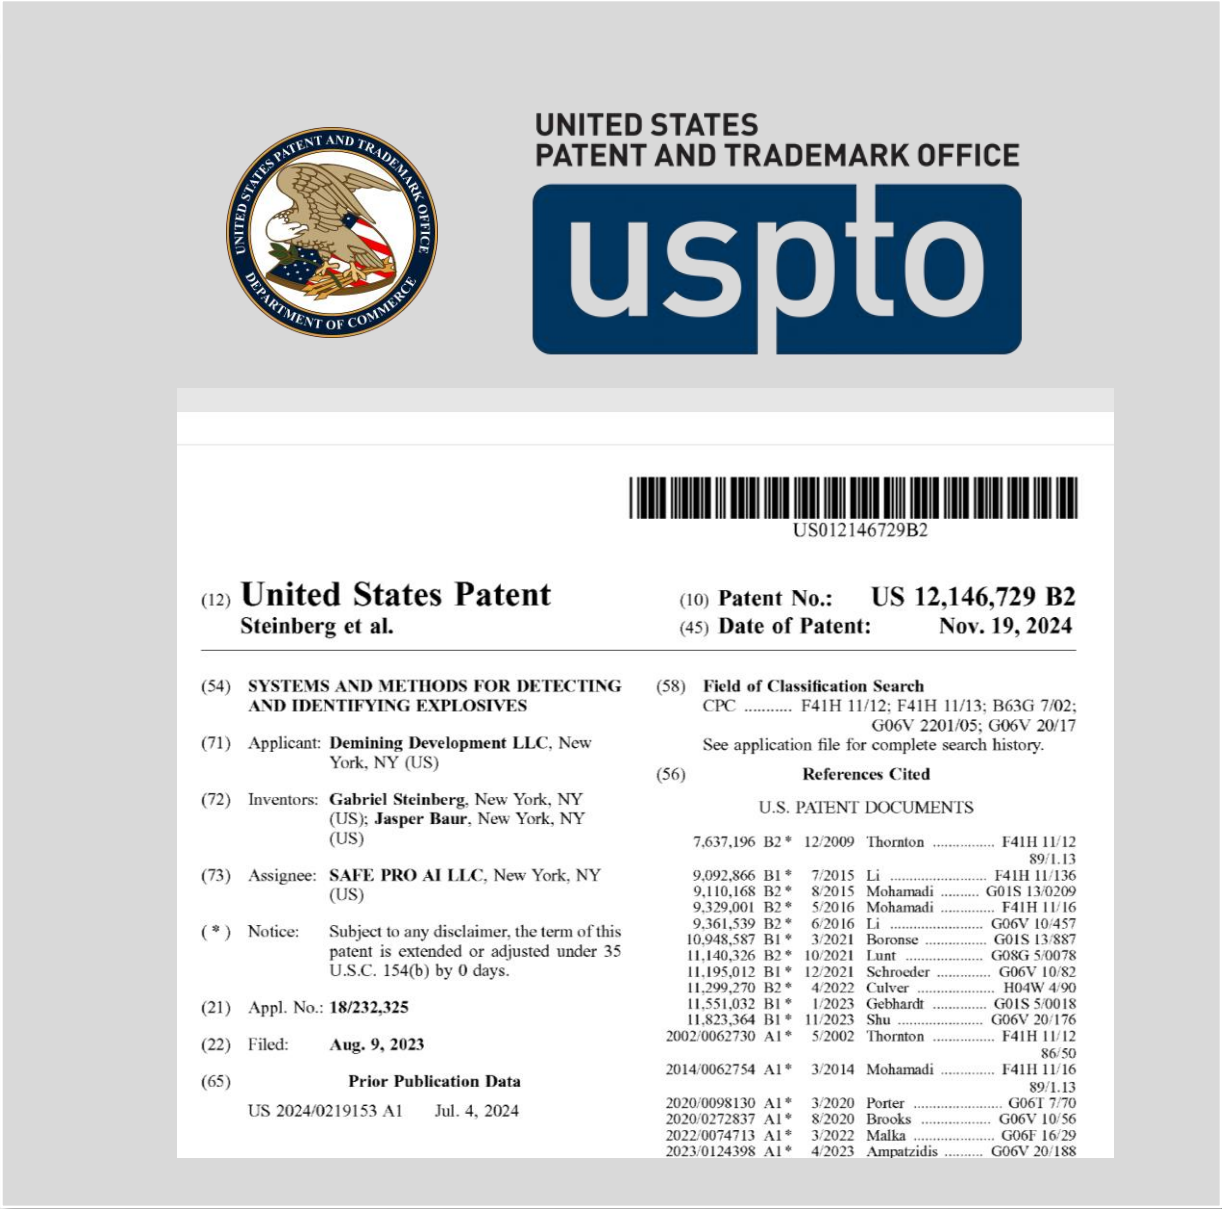 UNITED STATES PATENT AND TRADEMARK OFFICE
DEPARTMENT OF COMMERCE
UNITED STATES
PATENT AND TRADEMARK OFFICE
uspto
US012146729B2
(12) United States Patent
Steinberg et al.
(10) Patent No.: US 12,146,729 B2
(45) Date of Patent: Nov. 19, 2024
(54) SYSTEMS AND METHODS FOR DETECTING
AND IDENTIFYING EXPLOSIVES
(71) Applicant: Demining Development LLC, New
York, NY (US)
(72) Inventors: Gabriel Steinberg, New York, NY
(US); Jasper Baur, New York, NY
(US)
(73) Assignee: SAFE PRO AI LLC, New York, NY
(US)
( * ) Notice: Subject to any disclaimer, the term of this
patent is extended or adjusted under 35
U.S.C. 154(b) by 0 days.
(21) Appl. No.: 18/232,325
(22) Filed: Aug. 9, 2023
(65) Prior Publication Data
US 2024/0219153 A1 Jul. 4, 2024
(58) Field of Classification Search
CPC ........... F41H 11/12; F41H 11/13; B63G 7/02;
G06V 2201/05; G06V 20/17
See application file for complete search history.
(56) References Cited
U.S. PATENT DOCUMENTS
7,637,196 B2 * 12/2009 Thornton ............... F41H 11/12
89/1.13
9,092,866 B1 * 7/2015 Li ........................ F41H 11/136
9,110,168 B2 * 8/2015 Mohamadi .......... G01S 13/0209
9,329,001 B2 * 5/2016 Mohamadi ............. F41H 11/16
9,361,539 B2 * 6/2016 Li ....................... G06V 10/457
10,948,587 B1 * 3/2021 Boronse ............... G01S 13/887
11,140,326 B2 * 10/2021 Lunt ................... G08G 5/0078
11,195,012 B1 * 12/2021 Schroeder ............. G06V 10/82
11,299,270 B2 * 4/2022 Culver ................... H04W 4/90
11,551,032 B1 * 1/2023 Gebhardt .............. G01S 5/0018
11,823,364 B1 * 11/2023 Shu ..................... G06V 20/176
2002/0062730 A1 * 5/2002 Thornton ............... F41H 11/12
86/50
2014/0062754 A1 * 3/2014 Mohamadi ............. F41H 11/16
89/1.13
2020/0098130 A1 * 3/2020 Porter ...................... G06T 7/70
2020/0272837 A1 * 8/2020 Brooks ................. G06V 10/56
2022/0074713 A1 * 3/2022 Malka .................... G06F 16/29
2023/0124398 A1 * 4/2023 Ampatzidis .......... G06V 20/188